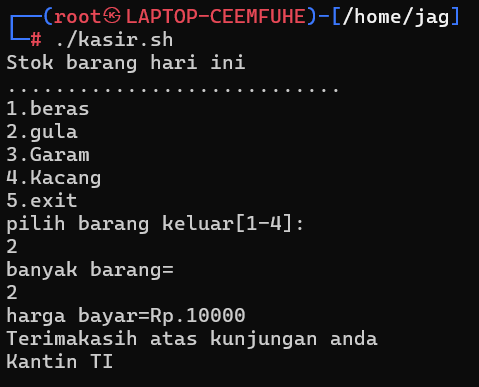 ┌──(root㉿LAPTOP-CEEMFUHE)-[/home/jag]
└─# ./kasir.sh
Stok barang hari ini
.............................
1.beras
2.gula
3.Garam
4.Kacang
5.exit
pilih barang keluar[1-4]:
2
banyak barang=
2
harga bayar=Rp.10000
Terimakasih atas kunjungan anda
Kantin TI